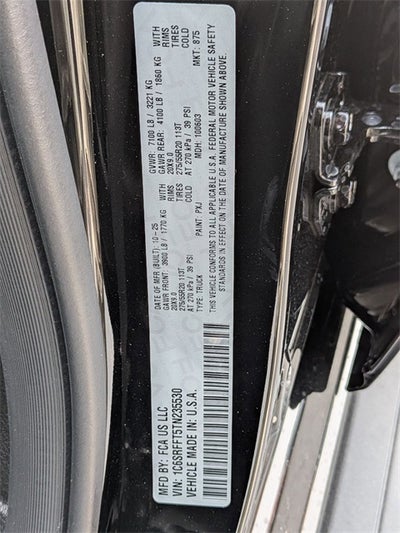 MFD BY: FCA US LLC
VIN: 1C6SRFFT5TN235530
VEHICLE MADE IN: U.S.A.
DATE OF MFR (BUILT): 10-25
GAWR FRONT: 3900 LB / 1770 KG
20X9.0
275/55R20 113T
AT 270 kPa / 39 PSI
TYPE: TRUCK
PAINT: PXJ
GVWR: 7100 LB / 3221 KG
GAWR REAR: 4100 LB / 1860 KG WITH
20X9.0 RIMS
275/55R20 113T TIRES
AT 270 kPa / 39 PSI COLD
MDH: 100603
MKT: 875
WITH
RIMS
TIRES
COLD
VEHICLE CONFORMS TO APPLICABLE U.S.A. FEDERAL MOTOR VEHICLE SAFETY
STANDARDS IN EFFECT ON THE DATE OF MANUFACTURE SHOWN ABOVE.